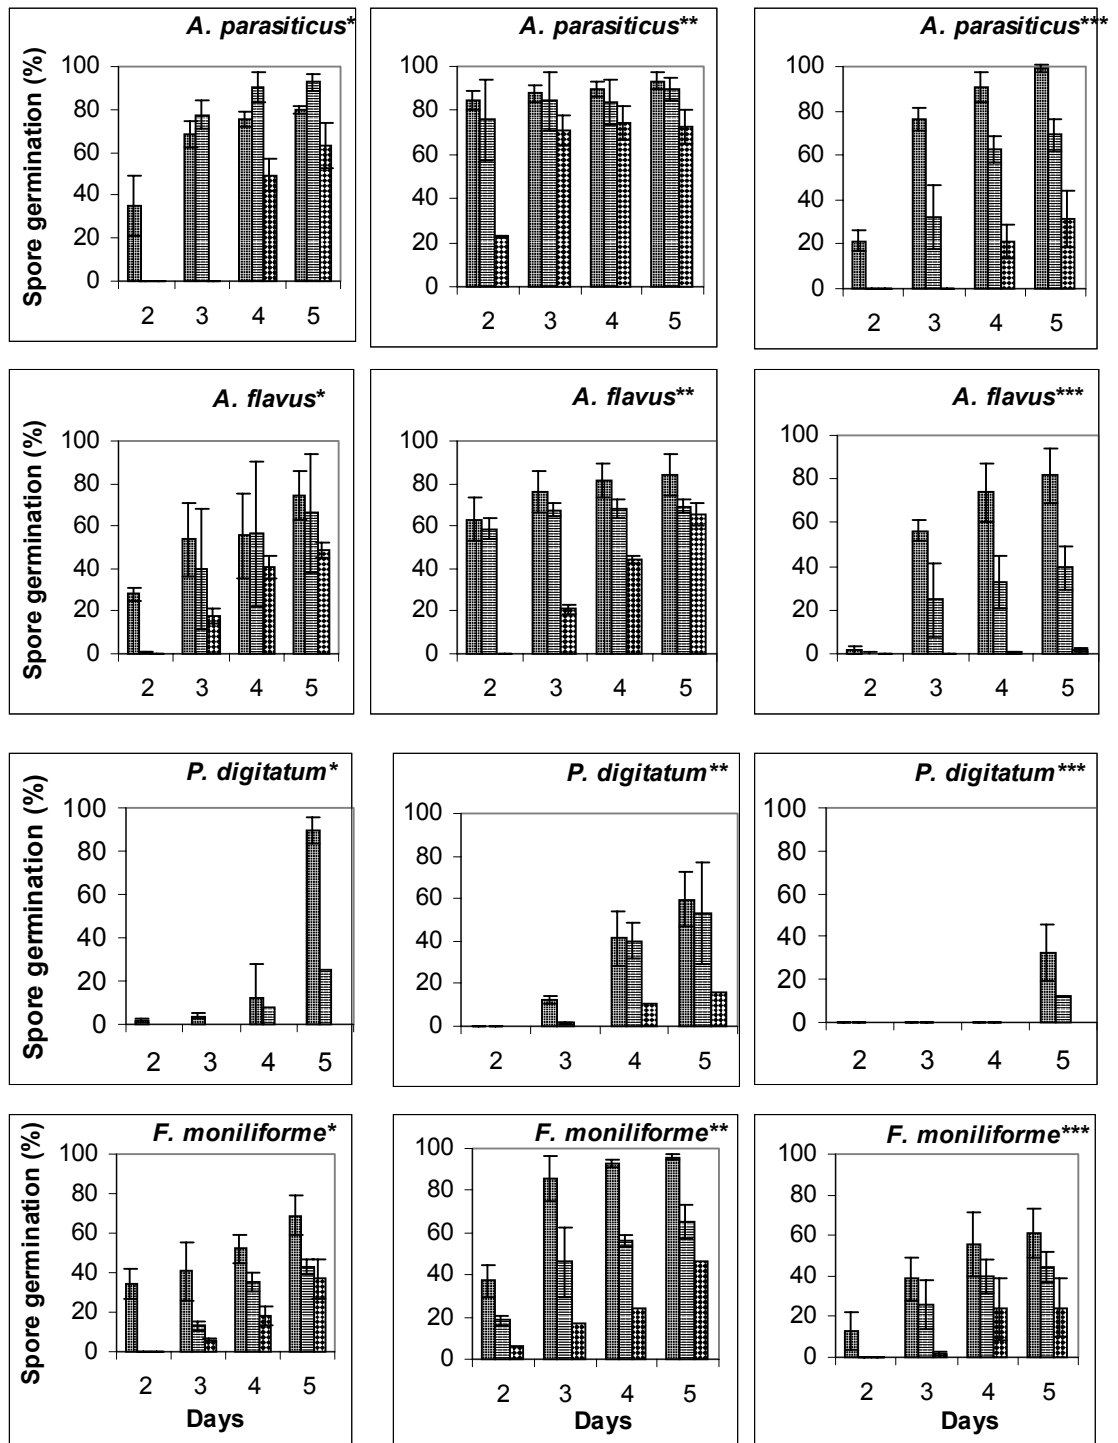 A. parasiticus*
Spore germination (%)
100
80
60
40
20
0
2 3 4 5
A. parasiticus**
100
80
60
40
20
0
2 3 4 5
A. parasiticus***
100
80
60
40
20
0
2 3 4 5
A. flavus*
Spore germination (%)
100
80
60
40
20
0
2 3 4 5
A. flavus**
100
80
60
40
20
0
2 3 4 5
A. flavus***
100
80
60
40
20
0
2 3 4 5
P. digitatum*
Spore germination (%)
100
80
60
40
20
0
2 3 4 5
P. digitatum**
100
80
60
40
20
0
2 3 4 5
P. digitatum***
100
80
60
40
20
0
2 3 4 5
F. moniliforme*
Spore germination (%)
100
80
60
40
20
0
2 3 4 5
Days
F. moniliforme**
100
80
60
40
20
0
2 3 4 5
Days
F. moniliforme***
100
80
60
40
20
0
2 3 4 5
Days